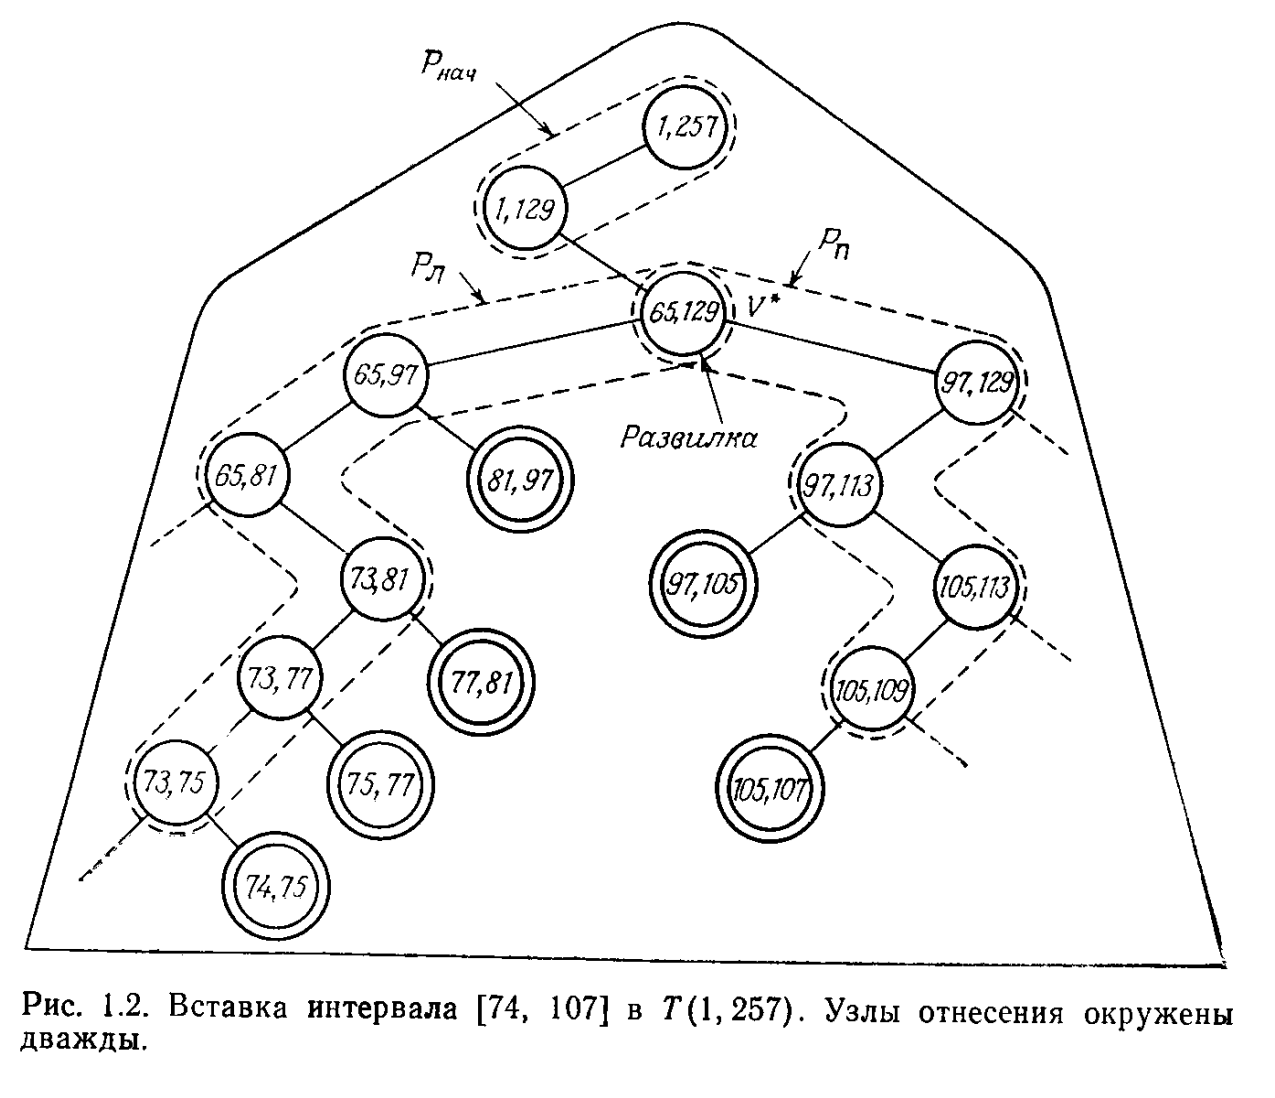 Pнач
1,257
1,129
Pл
Pп
65,129
V*
65,97
97,129
Развилка
65,81
81,97
97,113
73,81
97,105
105,113
73,77
77,81
105,109
73,75
75,77
105,107
74,75
Рис. 1.2. Вставка интервала [74, 107] в T(1, 257). Узлы отнесения окружены
дважды.